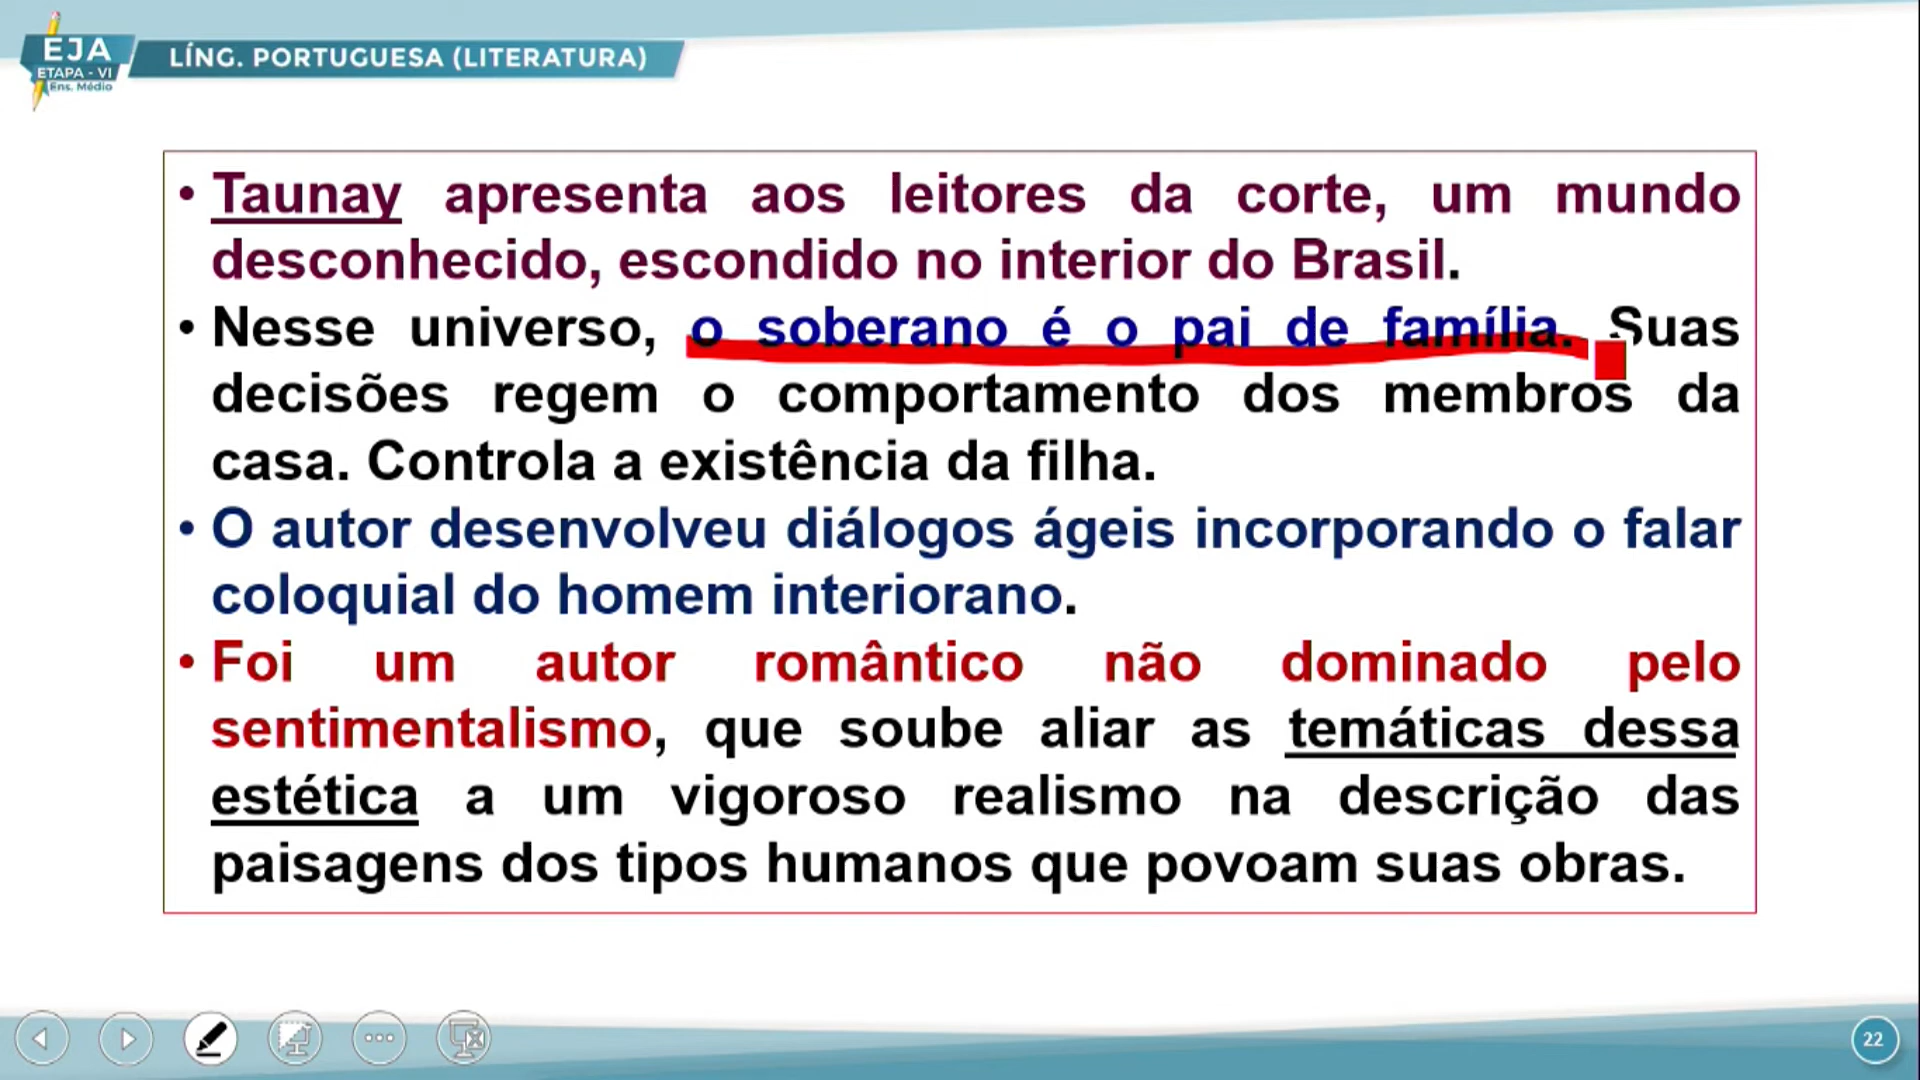 EJA
ETAPA - VI
Ens. Médio
LÍNG. PORTUGUESA (LITERATURA)
• Taunay apresenta aos leitores da corte, um mundo
desconhecido, escondido no interior do Brasil.
• Nesse universo, o soberano é o pai de família. Suas
decisões regem o comportamento dos membros da
casa. Controla a existência da filha.
• O autor desenvolveu diálogos ágeis incorporando o falar
coloquial do homem interiorano.
• Foi um autor romântico não dominado pelo
sentimentalismo, que soube aliar as temáticas dessa
estética a um vigoroso realismo na descrição das
paisagens dos tipos humanos que povoam suas obras.
22